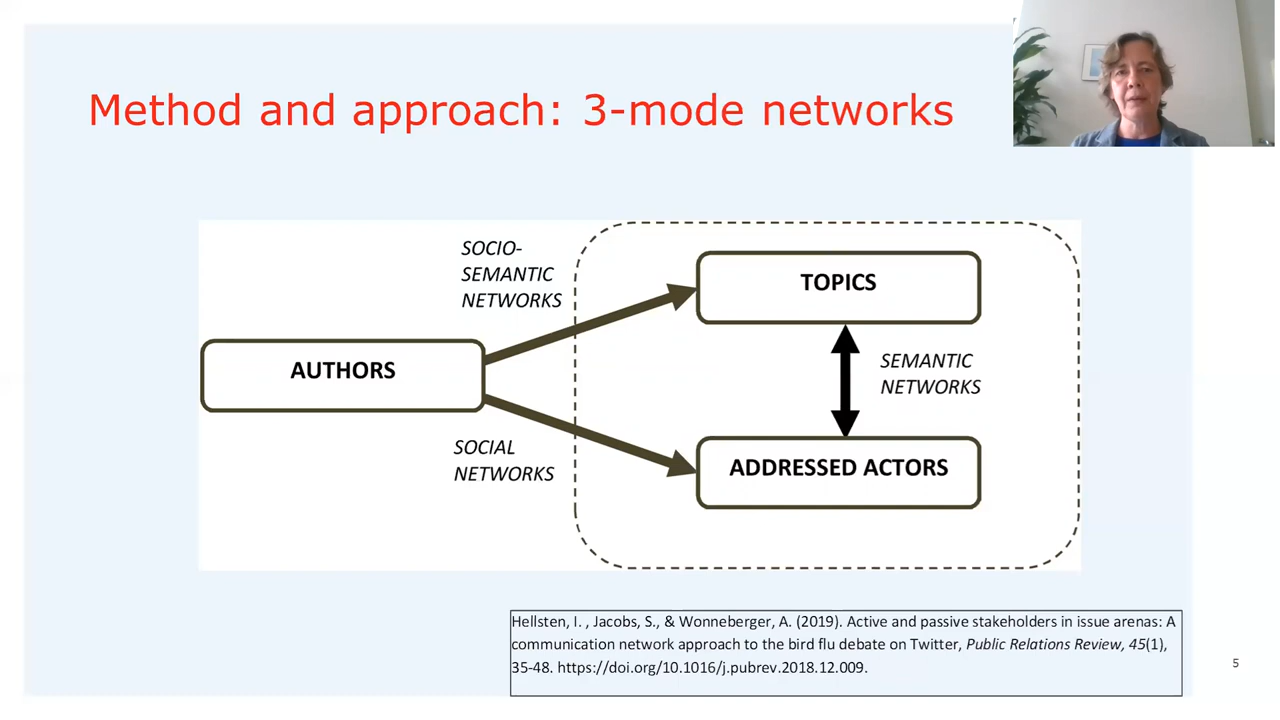 Method and approach: 3-mode networks
SOCIO-
SEMANTIC
NETWORKS
TOPICS
AUTHORS
SEMANTIC
NETWORKS
SOCIAL
NETWORKS
ADDRESSED ACTORS
Hellsten, I. , Jacobs, S., & Wonneberger, A. (2019). Active and passive stakeholders in issue arenas: A
communication network approach to the bird flu debate on Twitter, Public Relations Review, 45(1),
35-48. https://doi.org/10.1016/j.pubrev.2018.12.009.
5